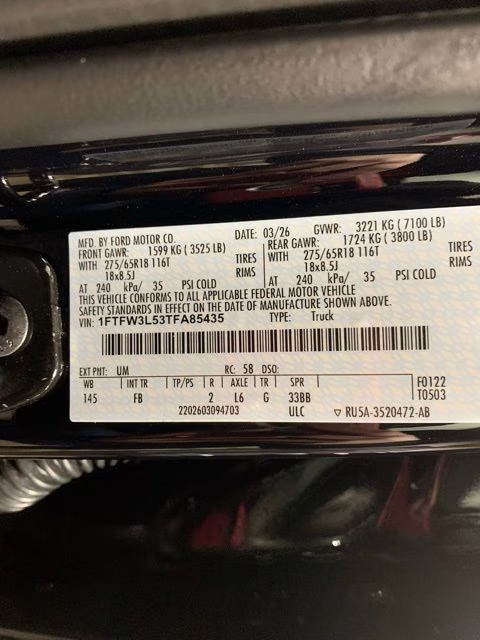 MFD. BY FORD MOTOR CO. DATE: 03/26 GVWR: 3221 KG ( 7100 LB)
FRONT GAWR: 1599 KG ( 3525 LB) REAR GAWR: 1724 KG ( 3800 LB)
WITH 275/65R18 116T TIRES WITH 275/65R18 116T TIRES
18x8.5J RIMS 18x8.5J RIMS
AT 240 kPa/ 35 PSI COLD AT 240 kPa/ 35 PSI COLD
THIS VEHICLE CONFORMS TO ALL APPLICABLE FEDERAL MOTOR VEHICLE
SAFETY STANDARDS IN EFFECT ON THE DATE OF MANUFACTURE SHOWN ABOVE.
VIN: 1FTFW3L53TFA85435 TYPE: Truck
EXT PNT: UM RC: 58 DSO:
WB INT TR TP/PS R AXLE TR SPR F0122
145 FB 2 L6 G 33BB T0503
2202603094703 ULC ▽ RU5A-3520472-AB